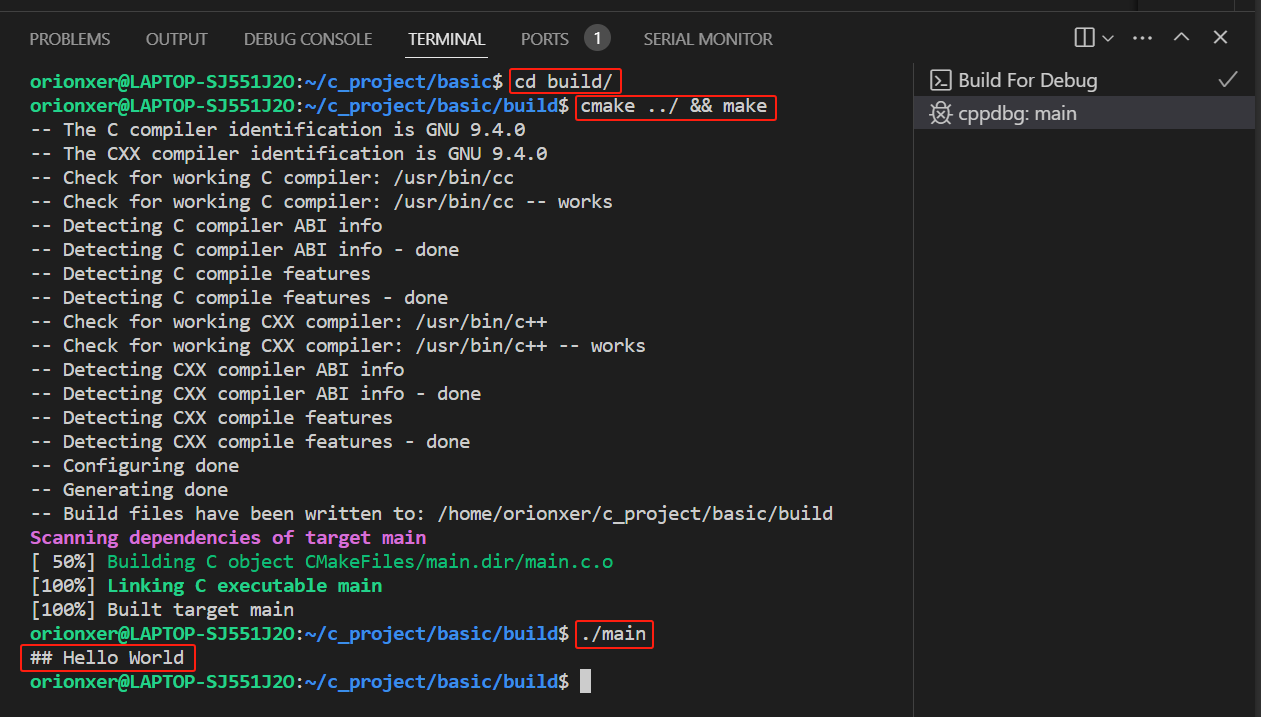 PROBLEMS OUTPUT DEBUG CONSOLE TERMINAL PORTS 1 SERIAL MONITOR
orionxer@LAPTOP-SJ551J2O:~/c_project/basic$ cd build/
orionxer@LAPTOP-SJ551J2O:~/c_project/basic/build$ cmake ../ && make
-- The C compiler identification is GNU 9.4.0
-- The CXX compiler identification is GNU 9.4.0
-- Check for working C compiler: /usr/bin/cc
-- Check for working C compiler: /usr/bin/cc -- works
-- Detecting C compiler ABI info
-- Detecting C compiler ABI info - done
-- Detecting C compile features
-- Detecting C compile features - done
-- Check for working CXX compiler: /usr/bin/c++
-- Check for working CXX compiler: /usr/bin/c++ -- works
-- Detecting CXX compiler ABI info
-- Detecting CXX compiler ABI info - done
-- Detecting CXX compile features
-- Detecting CXX compile features - done
-- Configuring done
-- Generating done
-- Build files have been written to: /home/orionxer/c_project/basic/build
Scanning dependencies of target main
[ 50%] Building C object CMakeFiles/main.dir/main.c.o
[100%] Linking C executable main
[100%] Built target main
orionxer@LAPTOP-SJ551J2O:~/c_project/basic/build$ ./main
## Hello World
orionxer@LAPTOP-SJ551J2O:~/c_project/basic/build$
Build For Debug
cppdbg: main